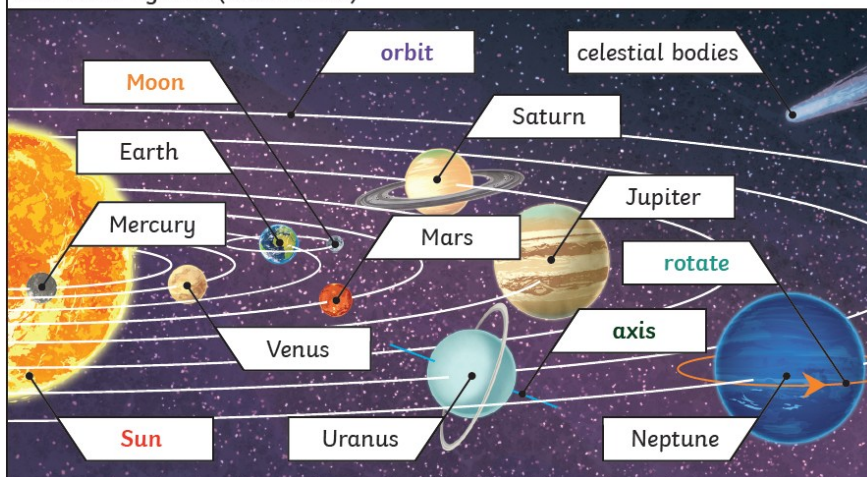 orbit
celestial bodies
Moon
Saturn
Earth
Jupiter
Mercury
Mars
rotate
axis
Venus
Sun
Uranus
Neptune